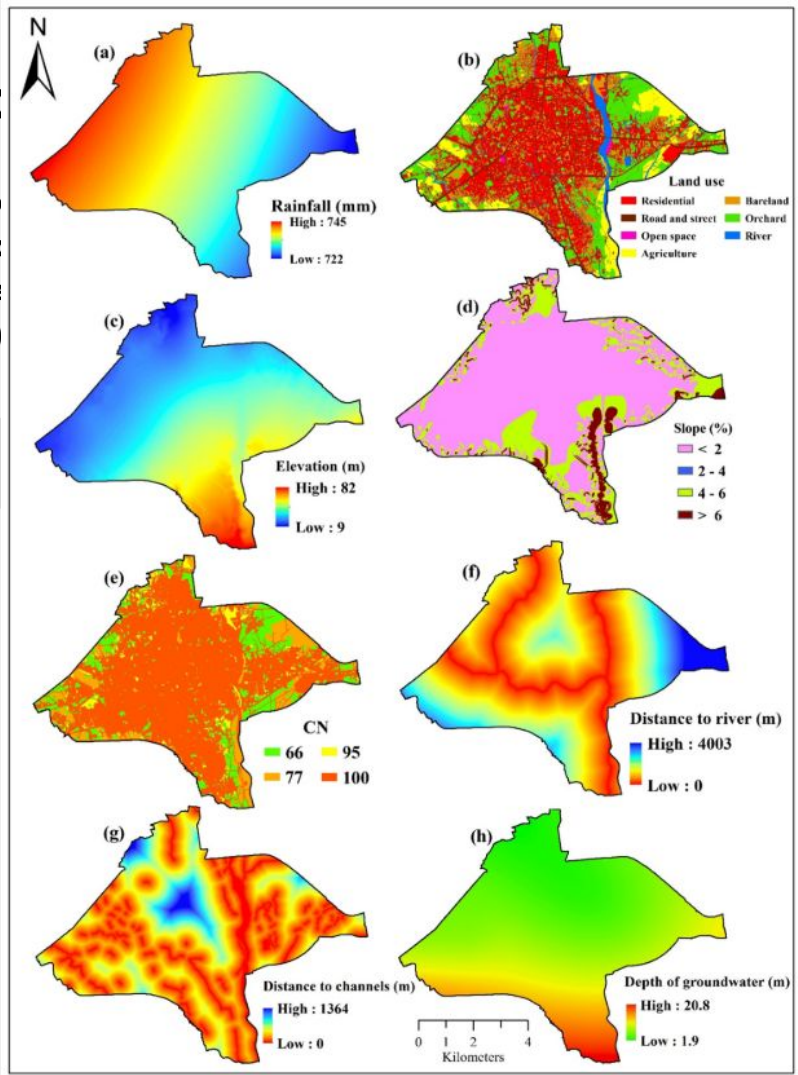 N
(a)
Rainfall (mm)
High : 745
Low : 722
(b)
Land use
Residential
Bareland
Road and street
Orchard
Open space
River
Agriculture
(c)
Elevation (m)
High : 82
Low : 9
(d)
Slope (%)
< 2
2 - 4
4 - 6
> 6
(e)
CN
66 95
77 100
(f)
Distance to river (m)
High : 4003
Low : 0
(g)
Distance to channels (m)
High : 1364
Low : 0
(h)
Depth of groundwater (m)
High : 20.8
Low : 1.9
0 1 2 4
Kilometers